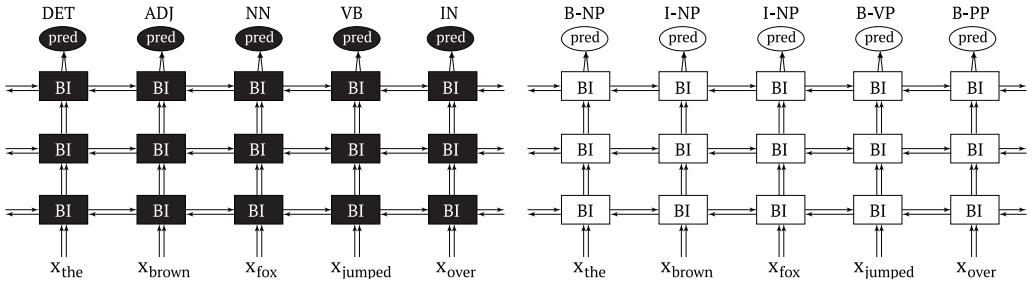 DET ADJ NN VB IN B-NP I-NP I-NP B-VP B-PP
pred pred pred pred pred pred pred pred pred pred
BI BI BI BI BI BI BI BI BI BI
BI BI BI BI BI BI BI BI BI BI
BI BI BI BI BI BI BI BI BI BI
x_the x_brown x_fox x_jumped x_over x_the x_brown x_fox x_jumped x_over